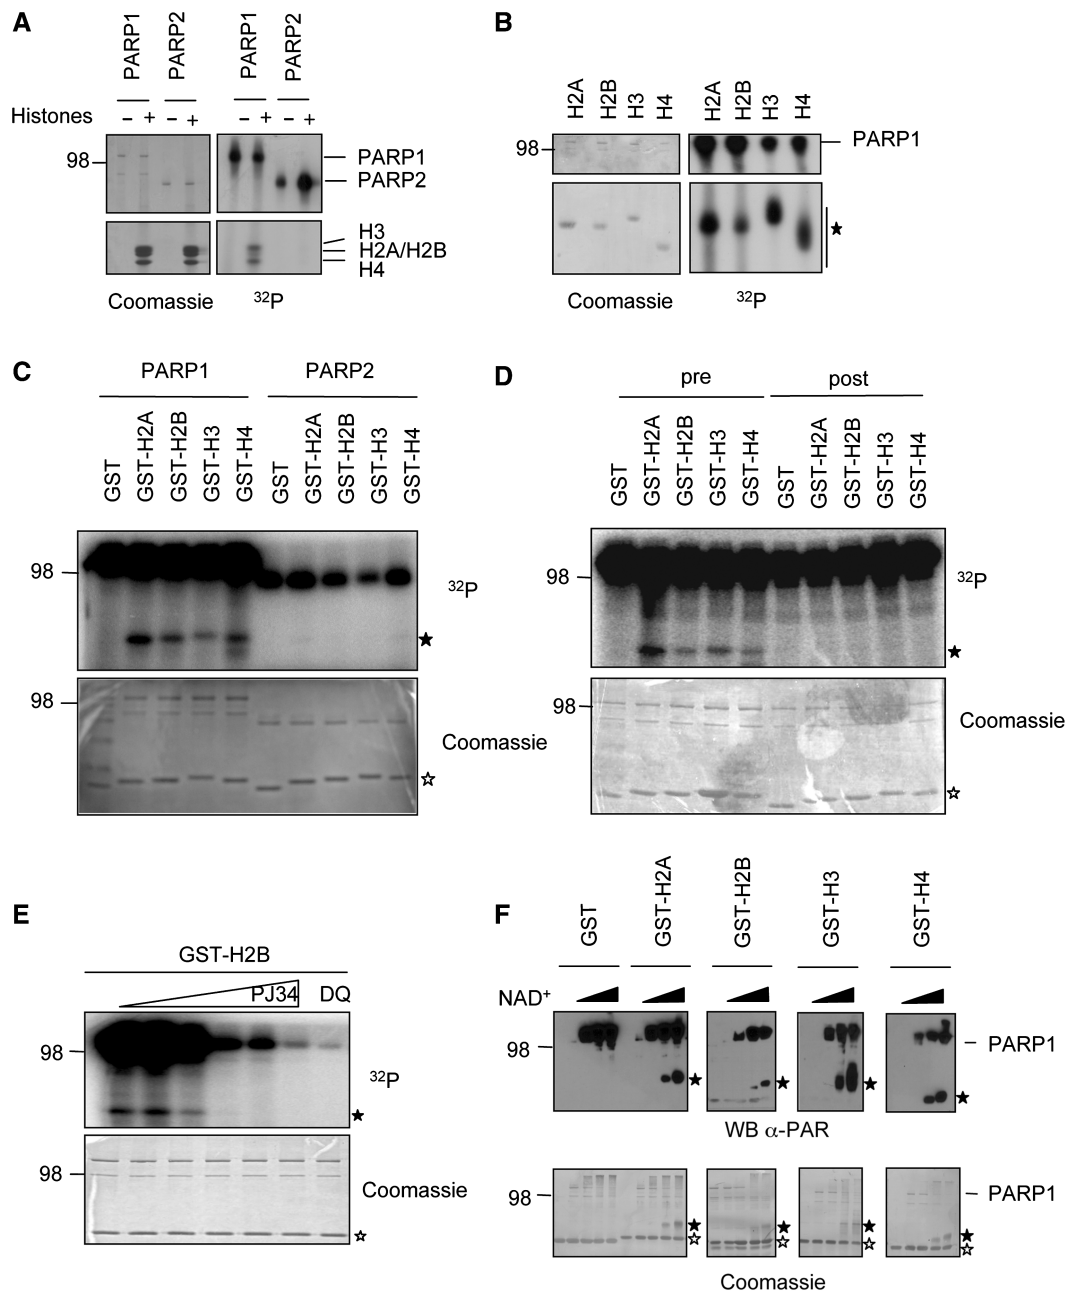 A
PARP1 PARP2 PARP1 PARP2
Histones − + − + − + − +
98
PARP1
PARP2
H3
H2A/H2B
H4
Coomassie 32P
B
H2A H2B H3 H4 H2A H2B H3 H4
98
PARP1
★
Coomassie 32P
C
PARP1 PARP2
GST GST-H2A GST-H2B GST-H3 GST-H4 GST GST-H2A GST-H2B GST-H3 GST-H4
98
32P
★
98
Coomassie
☆
D
pre post
GST GST-H2A GST-H2B GST-H3 GST-H4 GST GST-H2A GST-H2B GST-H3 GST-H4
98
32P
★
98
Coomassie
☆
E
GST-H2B
PJ34 DQ
98
32P
★
98
Coomassie
☆
F
GST GST-H2A GST-H2B GST-H3 GST-H4
NAD+
98
PARP1
★ ★ ★ ★
WB α-PAR
98
PARP1
★ ★ ★ ★
☆ ☆ ☆ ☆
Coomassie